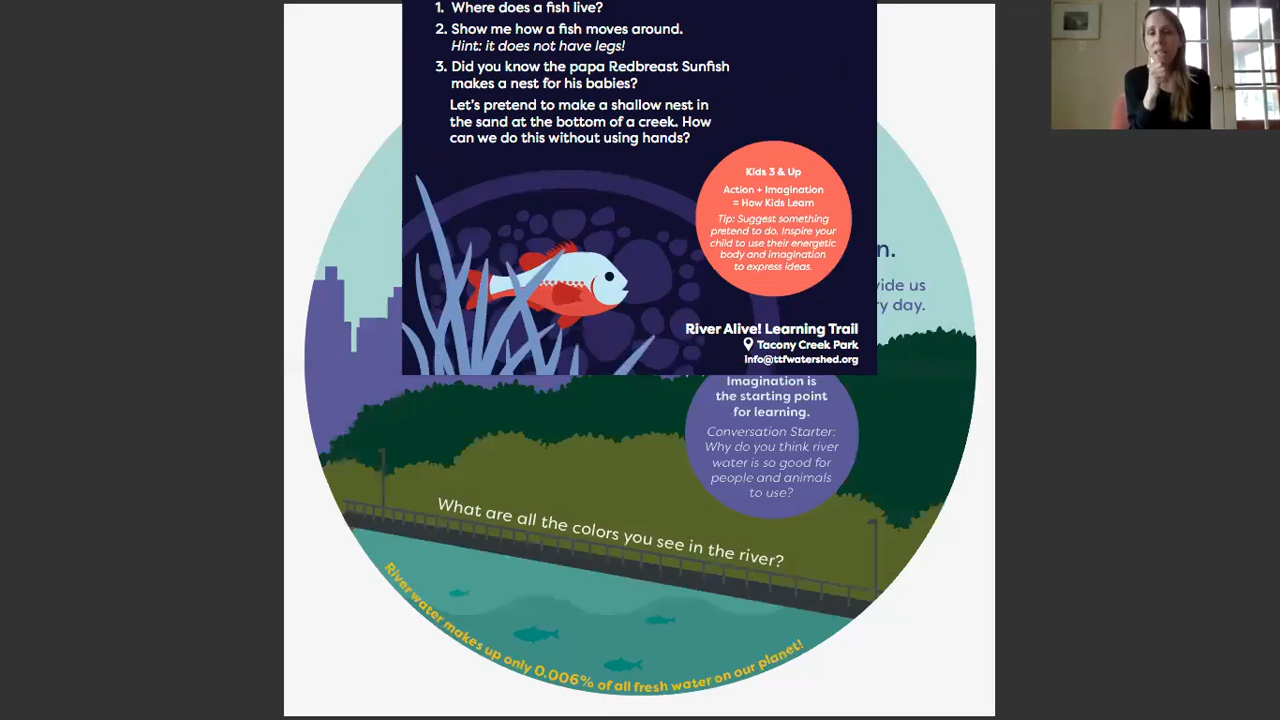 1. Where does a fish live?
2. Show me how a fish moves around.
Hint: it does not have legs!
3. Did you know the papa Redbreast Sunfish
makes a nest for his babies?
Let's pretend to make a shallow nest in
the sand at the bottom of a creek. How
can we do this without using hands?
Kids 3 & Up
Action + Imagination
= How Kids Learn
Tip: Suggest something
pretend to do. Inspire your
child to use their energetic
body and imagination
to express ideas.
River Alive! Learning Trail
Tacony Creek Park
info@ttfwatershed.org
n.
vide us
y day.
Imagination is
the starting point
for learning.
Conversation Starter:
Why do you think river
water is so good for
people and animals
to use?
What are all the colors you see in the river?
River water makes up only 0.006% of all fresh water on our planet!